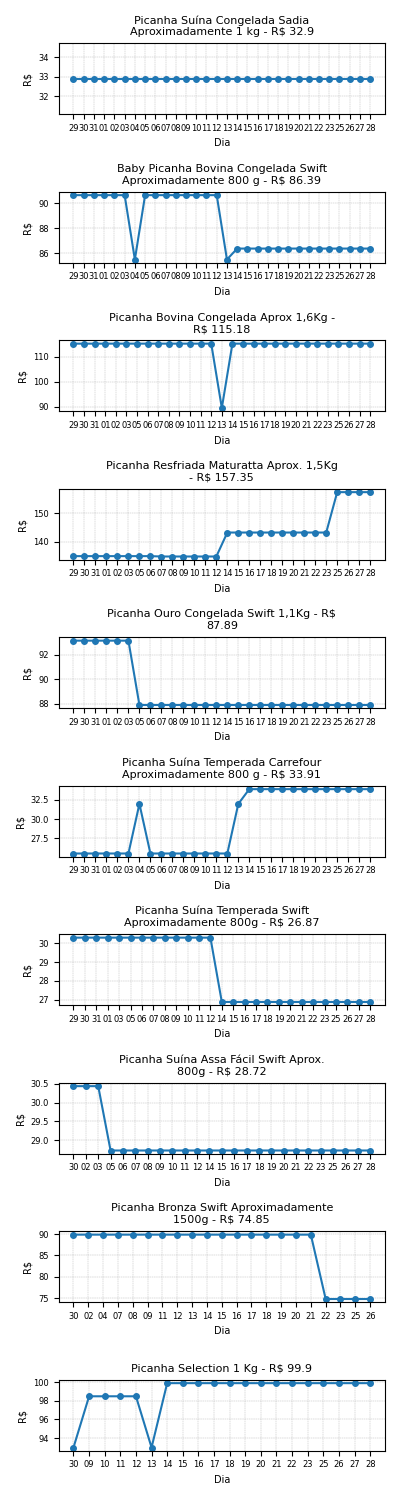 Picanha Suína Congelada Sadia
Aproximadamente 1 kg - R$ 32.9
34
33
32
R$
29 30 31 01 02 03 04 05 06 07 08 09 10 11 12 13 14 15 16 17 18 19 20 21 22 23 24 25 26 27 28
Dia
Baby Picanha Bovina Congelada Swift
Aproximadamente 800 g - R$ 86.39
90
88
86
R$
29 30 31 01 02 03 04 05 06 07 08 09 10 11 12 13 14 15 16 17 18 19 20 21 22 23 24 25 26 27 28
Dia
Picanha Bovina Congelada Aprox 1,6Kg -
R$ 115.18
110
100
90
R$
29 30 31 01 02 03 04 05 06 07 08 09 10 11 12 13 14 15 16 17 18 19 20 21 22 23 25 26 27 28
Dia
Picanha Resfriada Maturatta Aprox. 1,5Kg
- R$ 157.35
150
140
R$
29 30 31 01 02 03 05 06 07 08 09 10 11 12 14 15 16 17 18 19 20 21 22 23 25 26 27 28
Dia
Picanha Ouro Congelada Swift 1,1Kg - R$
87.89
92
90
88
R$
29 30 31 01 02 03 05 06 07 08 09 10 11 12 14 15 16 17 18 19 20 21 22 23 25 26 27 28
Dia
Picanha Suína Temperada Carrefour
Aproximadamente 800 g - R$ 33.91
32.5
30.0
27.5
R$
29 30 31 01 02 03 04 05 06 07 08 09 10 11 12 13 14 15 16 17 18 19 20 21 22 23 25 26 27 28
Dia
Picanha Suína Temperada Swift
Aproximadamente 800g - R$ 26.87
30
29
28
27
R$
29 30 31 01 03 05 06 07 08 09 10 11 12 14 15 16 17 18 19 20 21 22 23 25 26 27 28
Dia
Picanha Suína Assa Fácil Swift Aprox.
800g - R$ 28.72
30.5
30.0
29.5
29.0
R$
30 02 03 05 06 07 08 09 10 11 12 14 15 16 17 18 19 20 21 22 23 25 26 27 28
Dia
Picanha Bronza Swift Aproximadamente
1500g - R$ 74.85
90
85
80
75
R$
30 02 04 07 08 09 11 12 13 14 15 16 17 18 19 20 21 22 23 25 26
Dia
Picanha Selection 1 Kg - R$ 99.9
100
98
96
94
R$
30 09 10 11 12 13 14 15 16 17 18 19 20 21 22 23 25 26 27 28
Dia